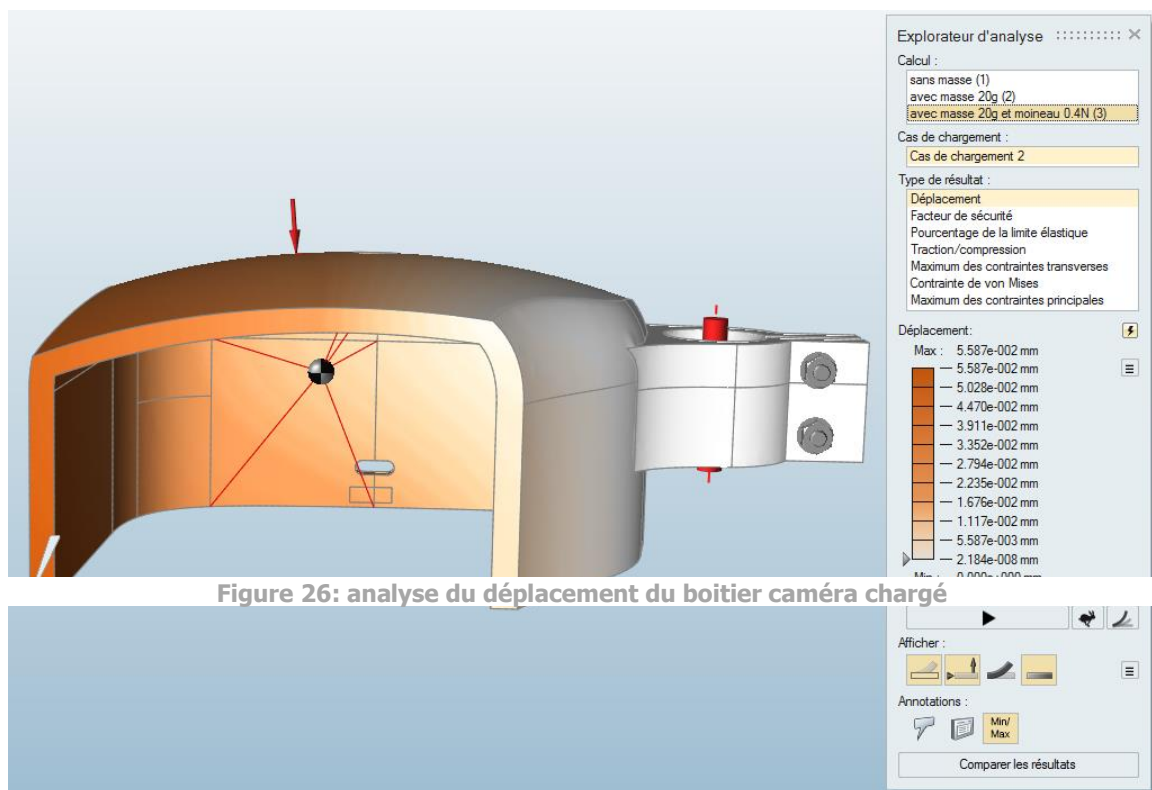 Explorateur d'analyse
Calcul :
sans masse (1)
avec masse 20g (2)
avec masse 20g et moineau 0.4N (3)
Cas de chargement :
Cas de chargement 2
Type de résultat :
Déplacement
Facteur de sécurité
Pourcentage de la limite élastique
Traction/compression
Maximum des contraintes transverses
Contrainte de von Mises
Maximum des contraintes principales
Déplacement:
Max : 5.587e-002 mm
5.587e-002 mm
5.028e-002 mm
4.470e-002 mm
3.911e-002 mm
3.352e-002 mm
2.794e-002 mm
2.235e-002 mm
1.676e-002 mm
1.117e-002 mm
5.587e-003 mm
2.184e-008 mm
Min : 0.000e+000 mm
Figure 26: analyse du déplacement du boitier caméra chargé
Afficher :
Annotations :
Min/
Max
Comparer les résultats